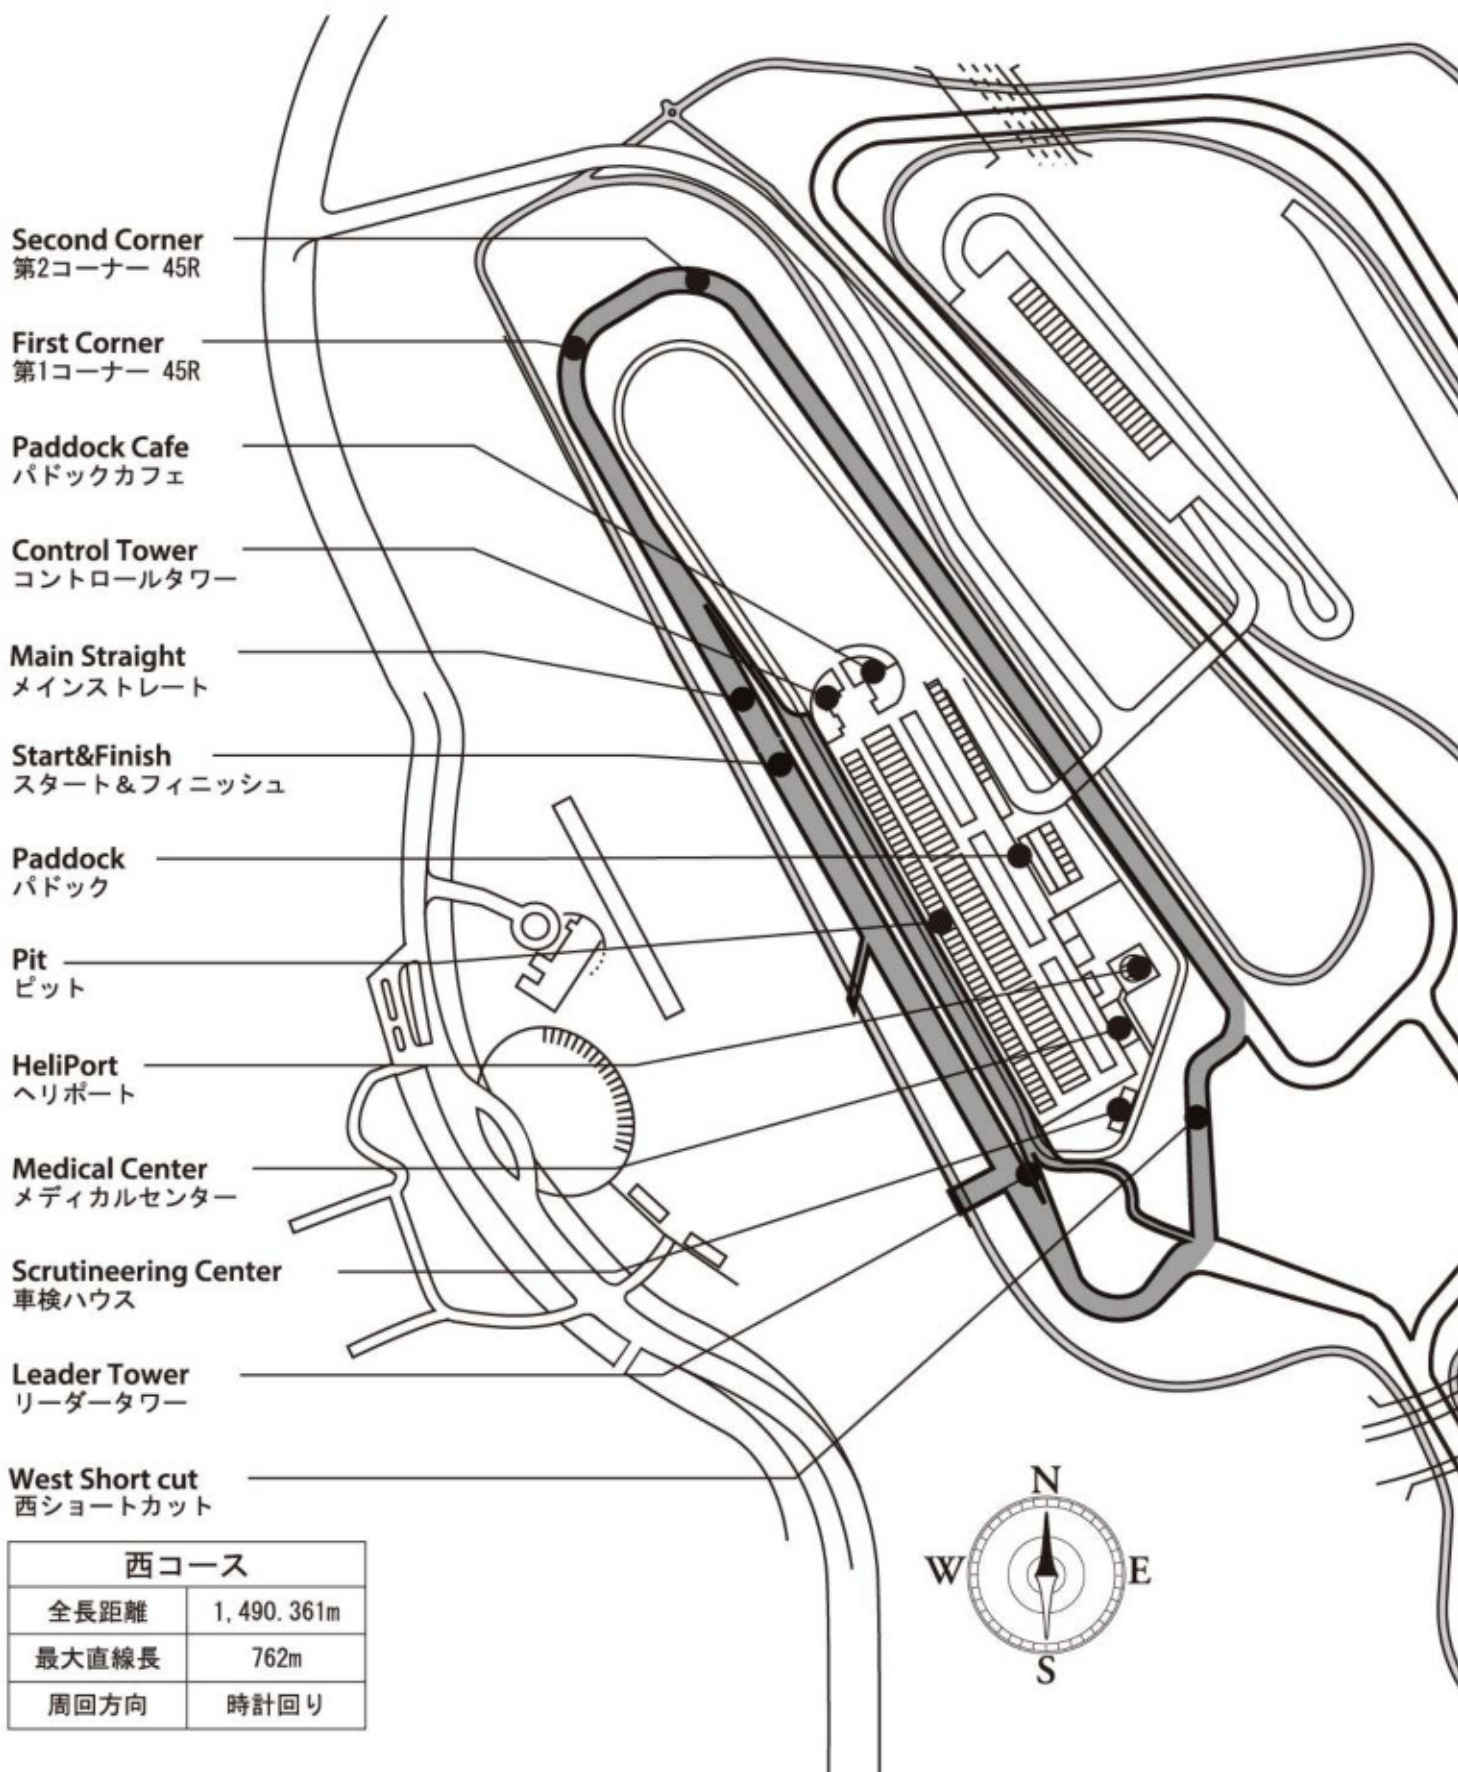 Second Corner
第2コーナー 45R
First Corner
第1コーナー 45R
Paddock Cafe
パドックカフェ
Control Tower
コントロールタワー
Main Straight
メインストレート
Start&Finish
スタート＆フィニッシュ
Paddock
パドック
Pit
ピット
HeliPort
ヘリポート
Medical Center
メディカルセンター
Scrutineering Center
車検ハウス
Leader Tower
リーダータワー
West Short cut
西ショートカット
N
W E
S
西コース
全長距離 1,490.361m
最大直線長 762m
周回方向 時計回り